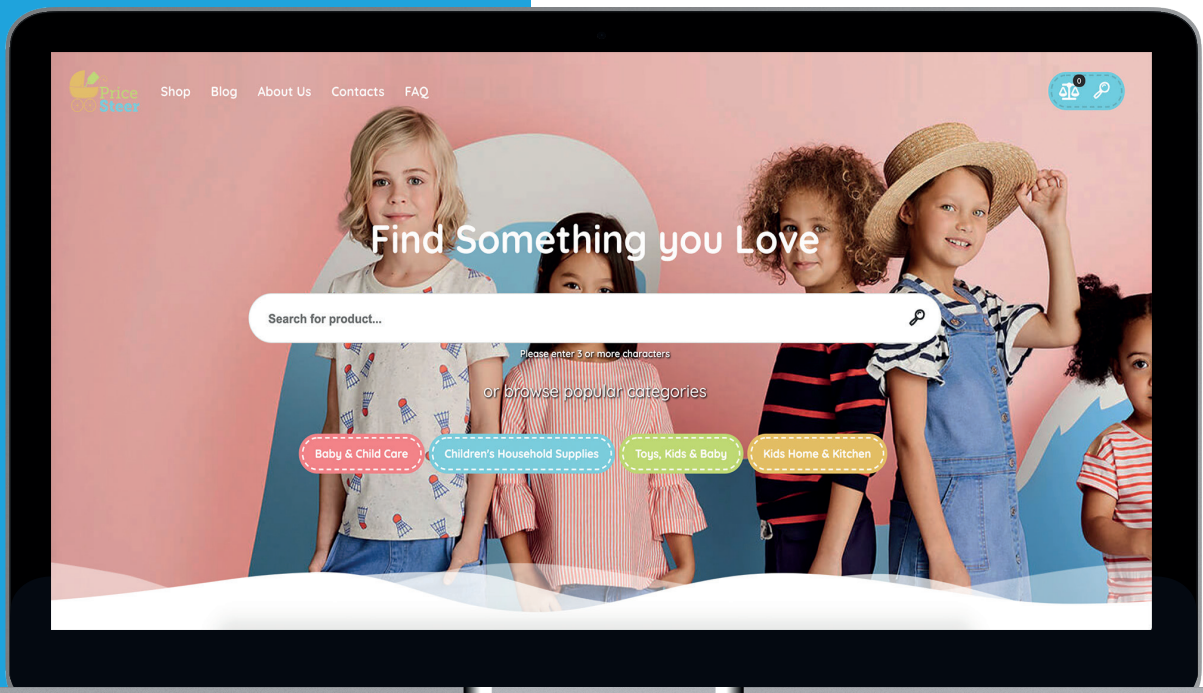 Price
Steer
Shop
Blog
About Us
Contacts
FAQ
0
Find Something you Love
Search for product...
Please enter 3 or more characters
or browse popular categories
Baby & Child Care
Children's Household Supplies
Toys, Kids & Baby
Kids Home & Kitchen